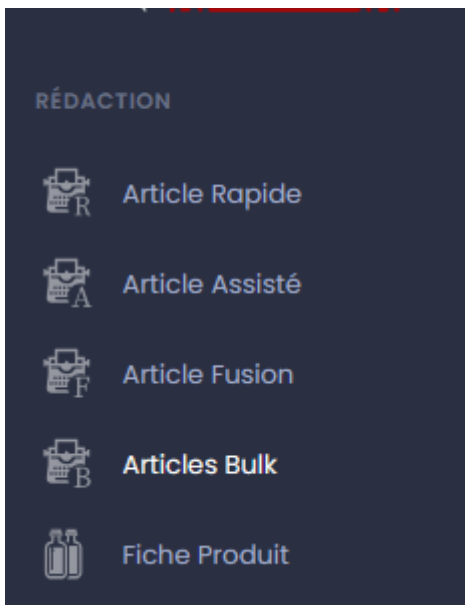 RÉDACTION
R
Article Rapide
A
Article Assisté
F
Article Fusion
B
Articles Bulk
Fiche Produit